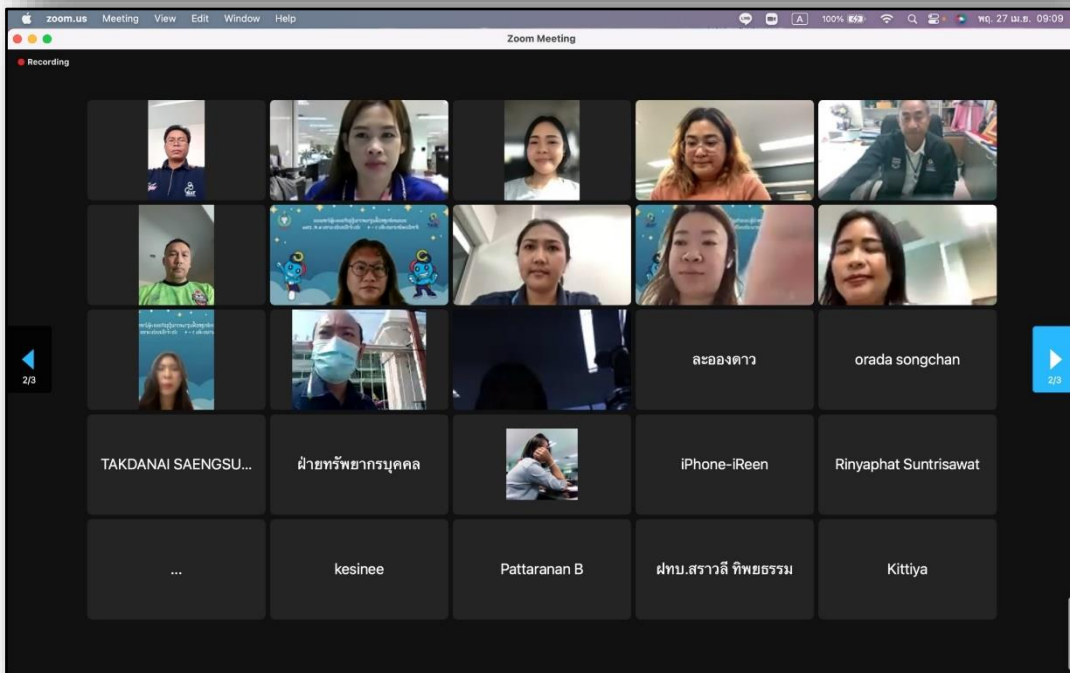 zoom.us Meeting View Edit Window Help
A 100% พฤ. 27 เม.ย. 09:09
Zoom Meeting
Recording
ละอองดาว
orada songchan
2/3
2/3
TAKDANAI SAENGSU...
ฝ่ายทรัพยากรบุคคล
iPhone-iReen
Rinyaphat Suntrisawat
...
kesinee
Pattaranan B
ฝทบ.สราวลี ทิพยธรรม
Kittiya